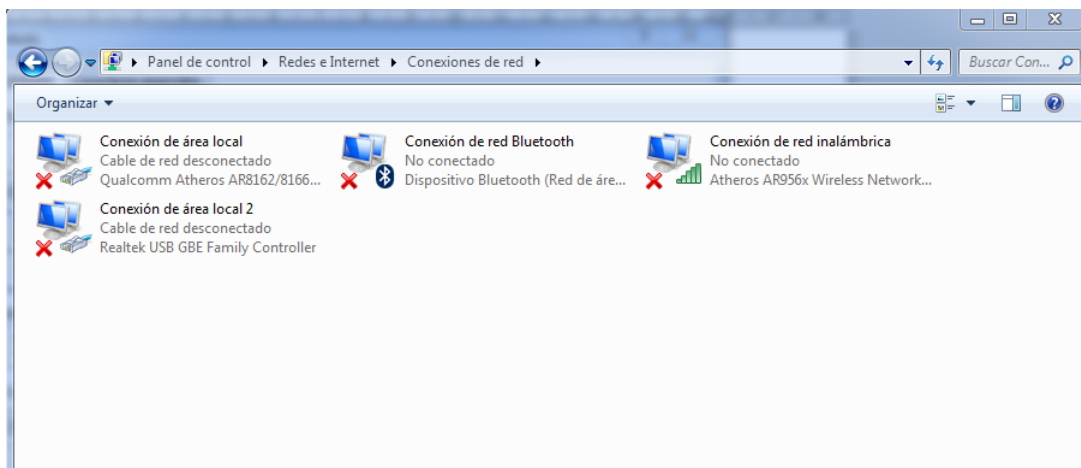 Panel de control Redes e Internet Conexiones de red
Buscar Con...
Organizar
Conexión de área local
Cable de red desconectado
Qualcomm Atheros AR8162/8166...
Conexión de red Bluetooth
No conectado
Dispositivo Bluetooth (Red de áre...
Conexión de red inalámbrica
No conectado
Atheros AR956x Wireless Network...
Conexión de área local 2
Cable de red desconectado
Realtek USB GBE Family Controller